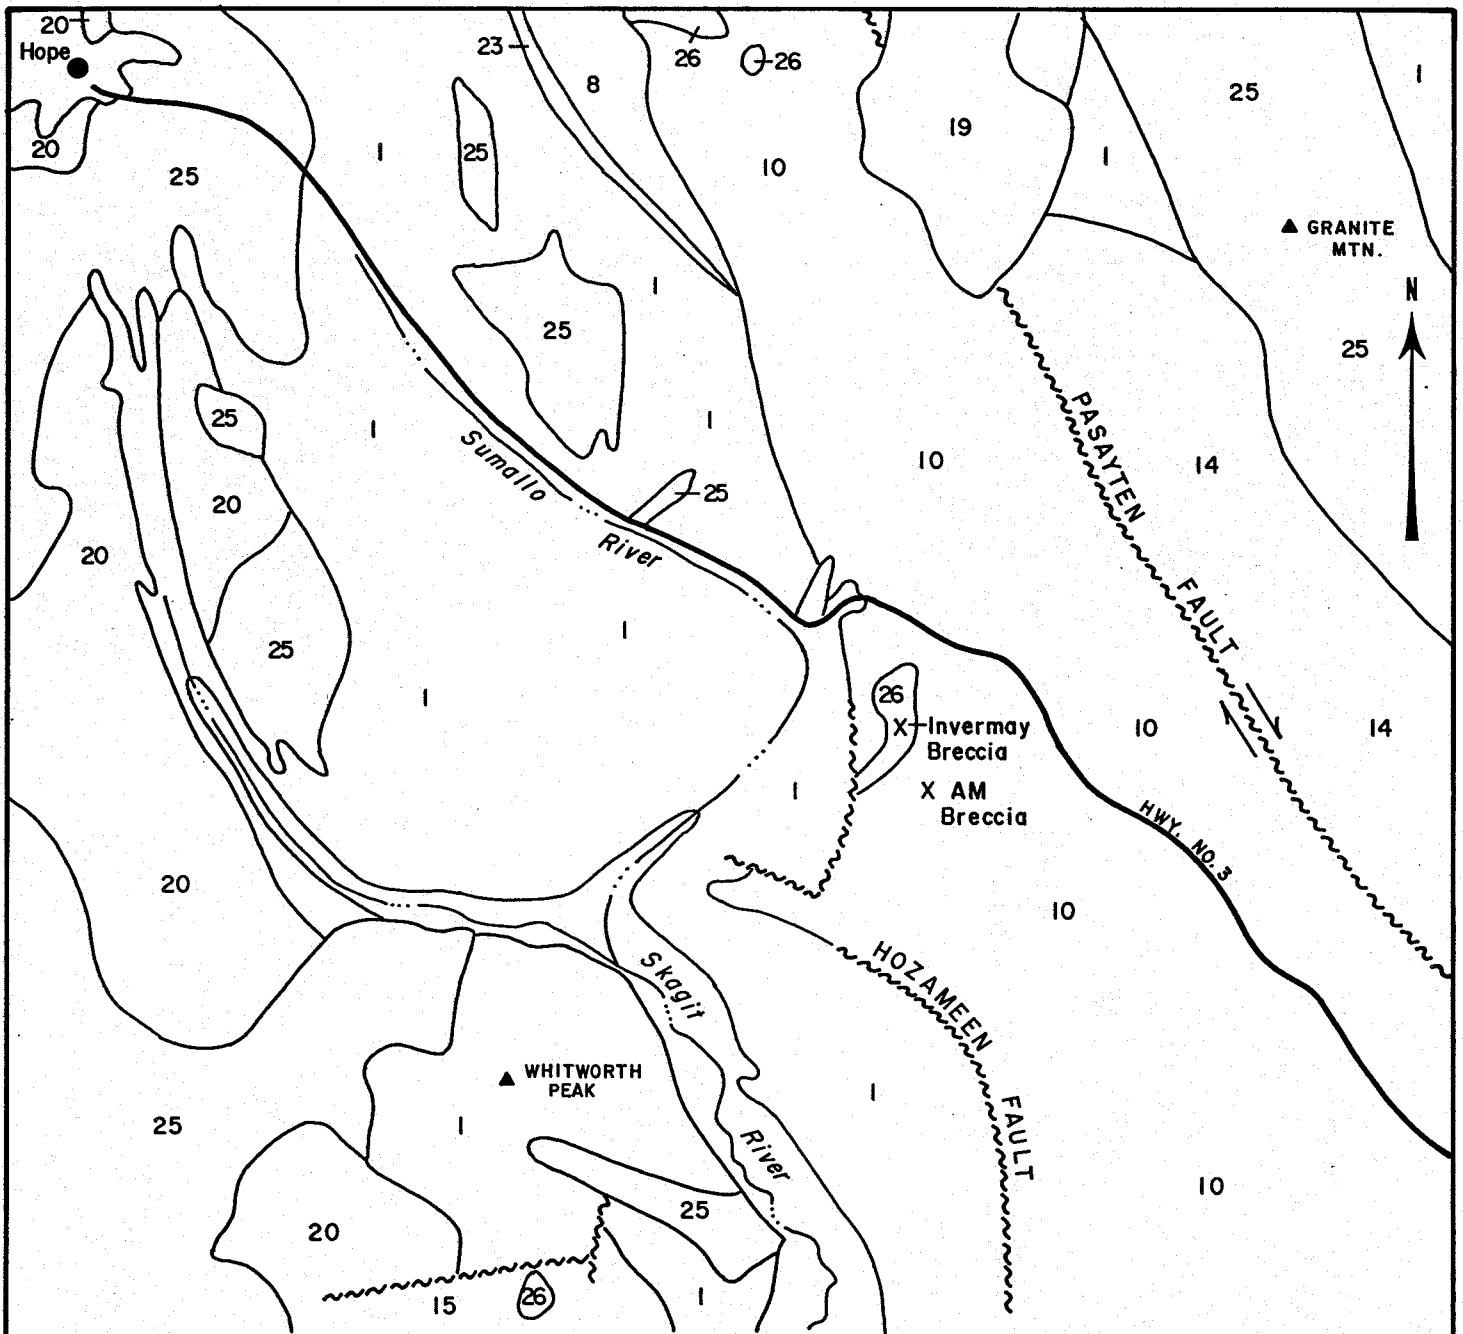 20
Hope
23
8
26
26
1
25
20
25
1
25
10
19
1
GRANITE
MTN.
N
1
25
25
25
1
1
Sumallo
10
PASAYTEN
14
25
20
20
River
FAULT
25
1
1
26
Invermay
Breccia
10
14
X
X AM
Breccia
1
HWY. NO. 3
20
10
HOZAMEEN
Skagit
WHITWORTH
PEAK
1
25
1
FAULT
River
10
20
25
15
26
1